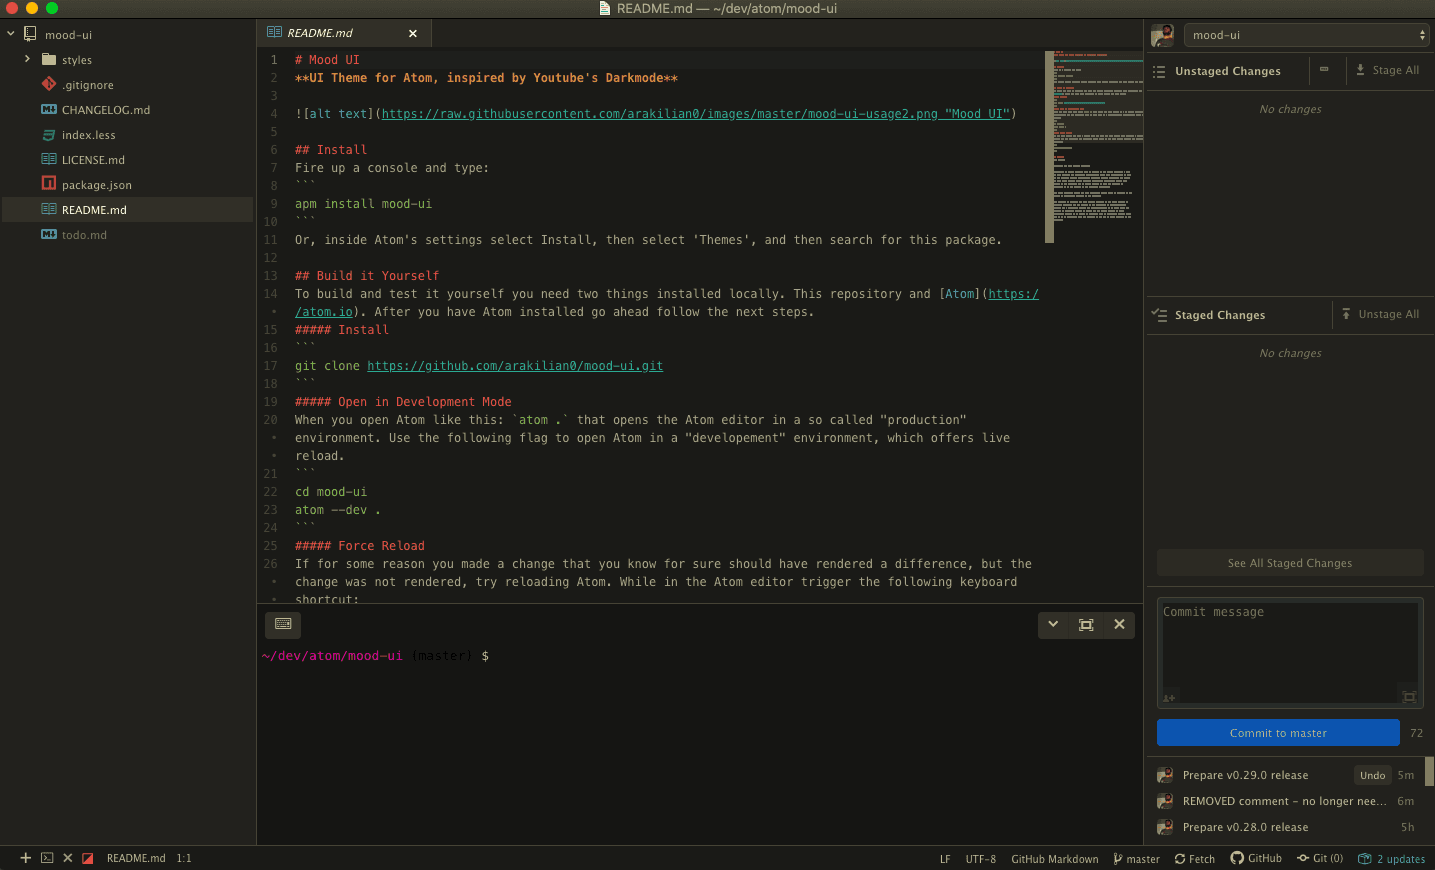 README.md — ~/dev/atom/mood-ui
mood-ui
styles
.gitignore
CHANGELOG.md
index.less
LICENSE.md
package.json
README.md
todo.md
README.md
1 # Mood UI
2 **UI Theme for Atom, inspired by Youtube's Darkmode**
3
4 ![alt text](https://raw.githubusercontent.com/arakilian0/images/master/mood-ui-usage2.png "Mood UI")
5
6 ## Install
7 Fire up a console and type:
8 ```
9 apm install mood-ui
10 ```
11 Or, inside Atom's settings select Install, then select 'Themes', and then search for this package.
12
13 ## Build it Yourself
14 To build and test it yourself you need two things installed locally. This repository and [Atom](https:/
• /atom.io). After you have Atom installed go ahead follow the next steps.
15 ##### Install
16 ```
17 git clone https://github.com/arakilian0/mood-ui.git
18 ```
19 ##### Open in Development Mode
20 When you open Atom like this: `atom .` that opens the Atom editor in a so called "production"
• environment. Use the following flag to open Atom in a "developement" environment, which offers live
• reload.
21 ```
22 cd mood-ui
23 atom --dev .
24 ```
25 ##### Force Reload
26 If for some reason you made a change that you know for sure should have rendered a difference, but the
• change was not rendered, try reloading Atom. While in the Atom editor trigger the following keyboard
• shortcut:
~/dev/atom/mood-ui (master) $
mood-ui
Unstaged Changes
Stage All
No changes
Staged Changes
Unstage All
No changes
See All Staged Changes
Commit message
Commit to master 72
Prepare v0.29.0 release Undo 5m
REMOVED comment - no longer nee... 6m
Prepare v0.28.0 release 5h
README.md 1:1
LF UTF-8 GitHub Markdown master Fetch GitHub Git (0) 2 updates